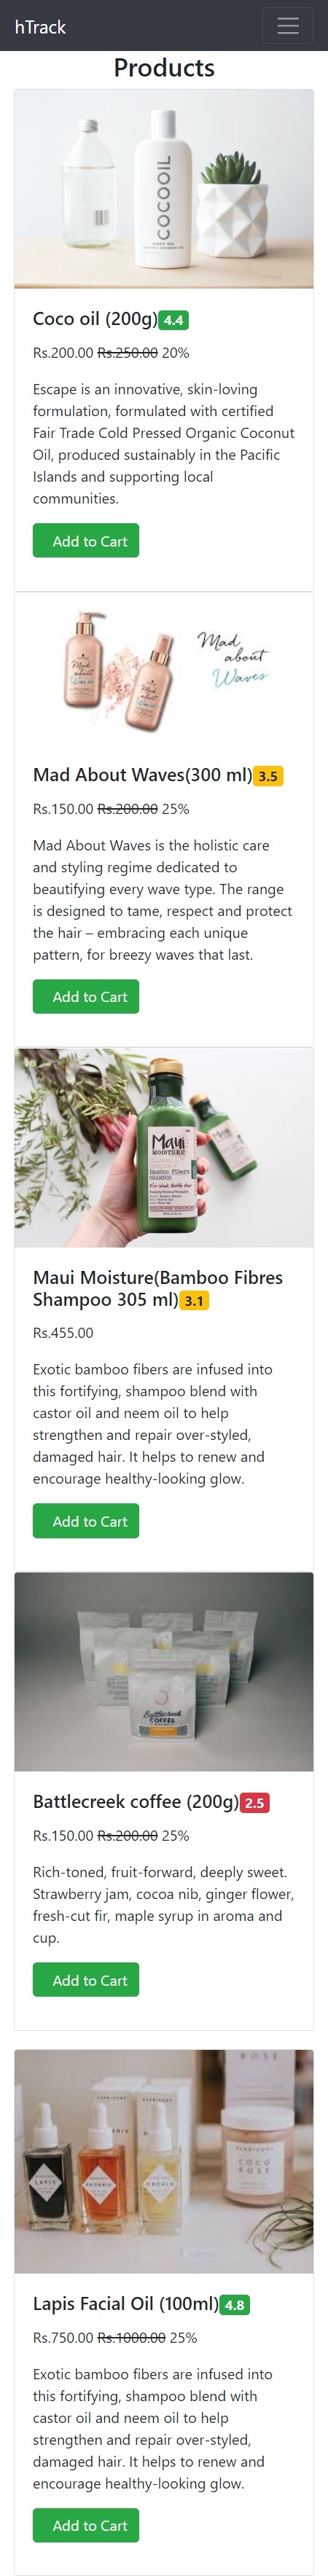 hTrack
Products
COCOOIL
Coco oil (200g) 4.4
Rs.200.00 Rs.250.00 20%
Escape is an innovative, skin-loving
formulation, formulated with certified
Fair Trade Cold Pressed Organic Coconut
Oil, produced sustainably in the Pacific
Islands and supporting local
communities.
Add to Cart
Mad
about
Waves
Mad About Waves(300 ml) 3.5
Rs.150.00 Rs.200.00 25%
Mad About Waves is the holistic care
and styling regime dedicated to
beautifying every wave type. The range
is designed to tame, respect and protect
the hair – embracing each unique
pattern, for breezy waves that last.
Add to Cart
Maui
MOISTURE
Bamboo Fibers
SHAMPOO
Maui Moisture(Bamboo Fibres
Shampoo 305 ml) 3.1
Rs.455.00
Exotic bamboo fibers are infused into
this fortifying, shampoo blend with
castor oil and neem oil to help
strengthen and repair over-styled,
damaged hair. It helps to renew and
encourage healthy-looking glow.
Add to Cart
Battlecreek
COFFEE
Battlecreek coffee (200g) 2.5
Rs.150.00 Rs.200.00 25%
Rich-toned, fruit-forward, deeply sweet.
Strawberry jam, cocoa nib, ginger flower,
fresh-cut fir, maple syrup in aroma and
cup.
Add to Cart
ROSE
LAPIS
PHOENIX
ORCHID
COCO
ROSE
Lapis Facial Oil (100ml) 4.8
Rs.750.00 Rs.1000.00 25%
Exotic bamboo fibers are infused into
this fortifying, shampoo blend with
castor oil and neem oil to help
strengthen and repair over-styled,
damaged hair. It helps to renew and
encourage healthy-looking glow.
Add to Cart